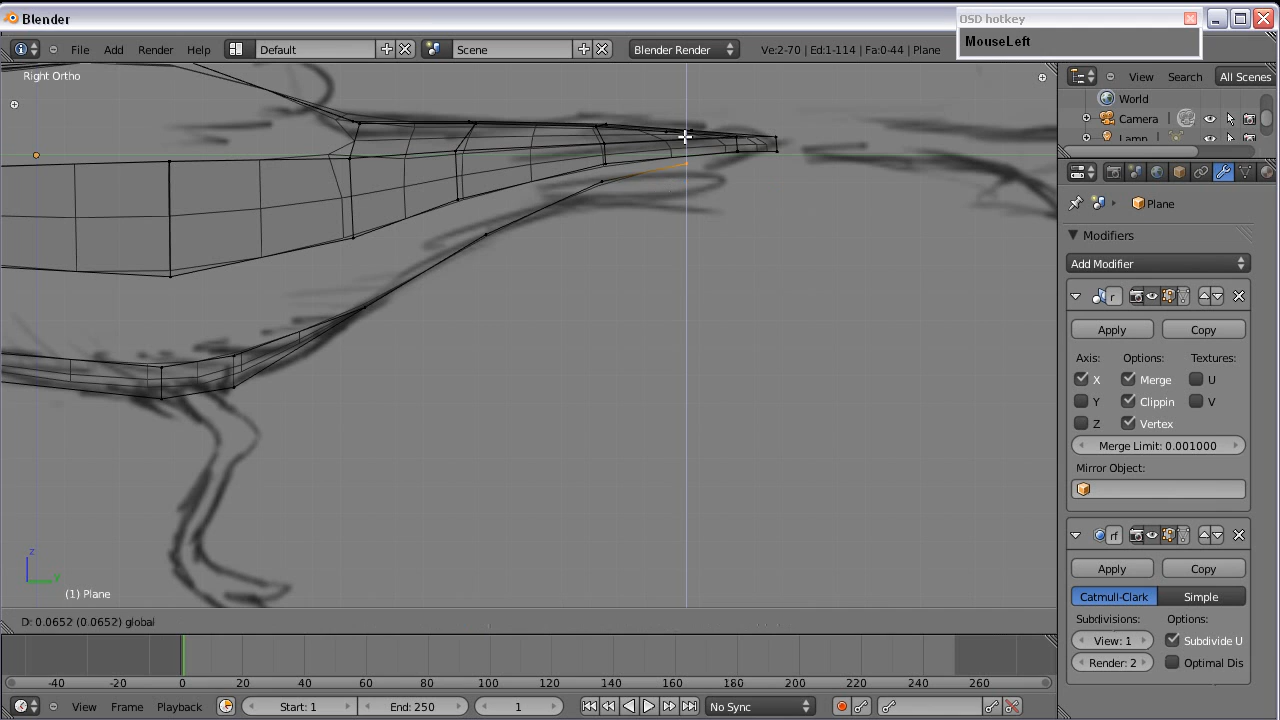 Blender
OSD hotkey
MouseLeft
File Add Render Help Default Scene Blender Render Ve:2-70 | Ed:1-114 | Fa:0-44 | Plane
View Search All Scenes
Right Ortho
World
Camera
Lamp
Plane
Modifiers
Add Modifier
r
Apply Copy
Axis: Options: Textures:
X Merge U
Y Clippin V
Z Vertex
Merge Limit: 0.001000
Mirror Object:
rf
Apply Copy
Catmull-Clark Simple
Subdivisions: Options:
View: 1 Subdivide U
Render: 2 Optimal Dis
z
y
(1) Plane
D: 0.0652 (0.0652) global
-40 -20 0 20 40 60 80 100 120 140 160 180 200 220 240 260
View Frame Playback Start: 1 End: 250 1 No Sync